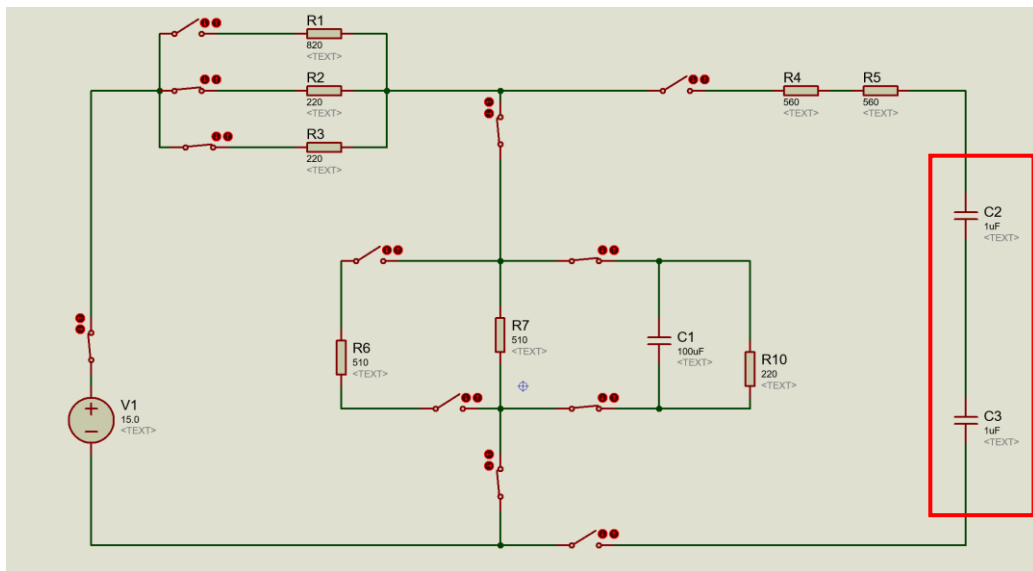 R1
820
<TEXT>
R2
220
<TEXT>
R3
220
<TEXT>
R4
560
<TEXT>
R5
560
<TEXT>
C2
1uF
<TEXT>
R6
510
<TEXT>
R7
510
<TEXT>
C1
100uF
<TEXT>
R10
220
<TEXT>
V1
15.0
<TEXT>
C3
1uF
<TEXT>